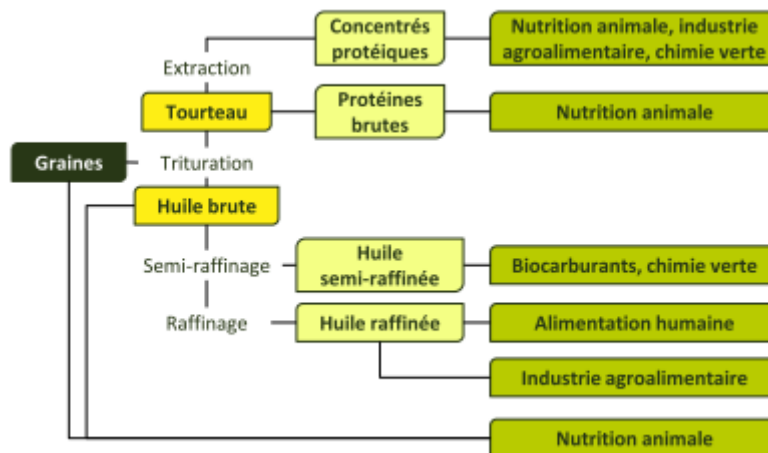 Concentrés
protéiques
Nutrition animale, industrie
agroalimentaire, chimie verte
Extraction
Tourteau
Protéines
brutes
Nutrition animale
Graines
Trituration
Huile brute
Semi-raffinage
Huile
semi-raffinée
Biocarburants, chimie verte
Raffinage
Huile raffinée
Alimentation humaine
Industrie agroalimentaire
Nutrition animale